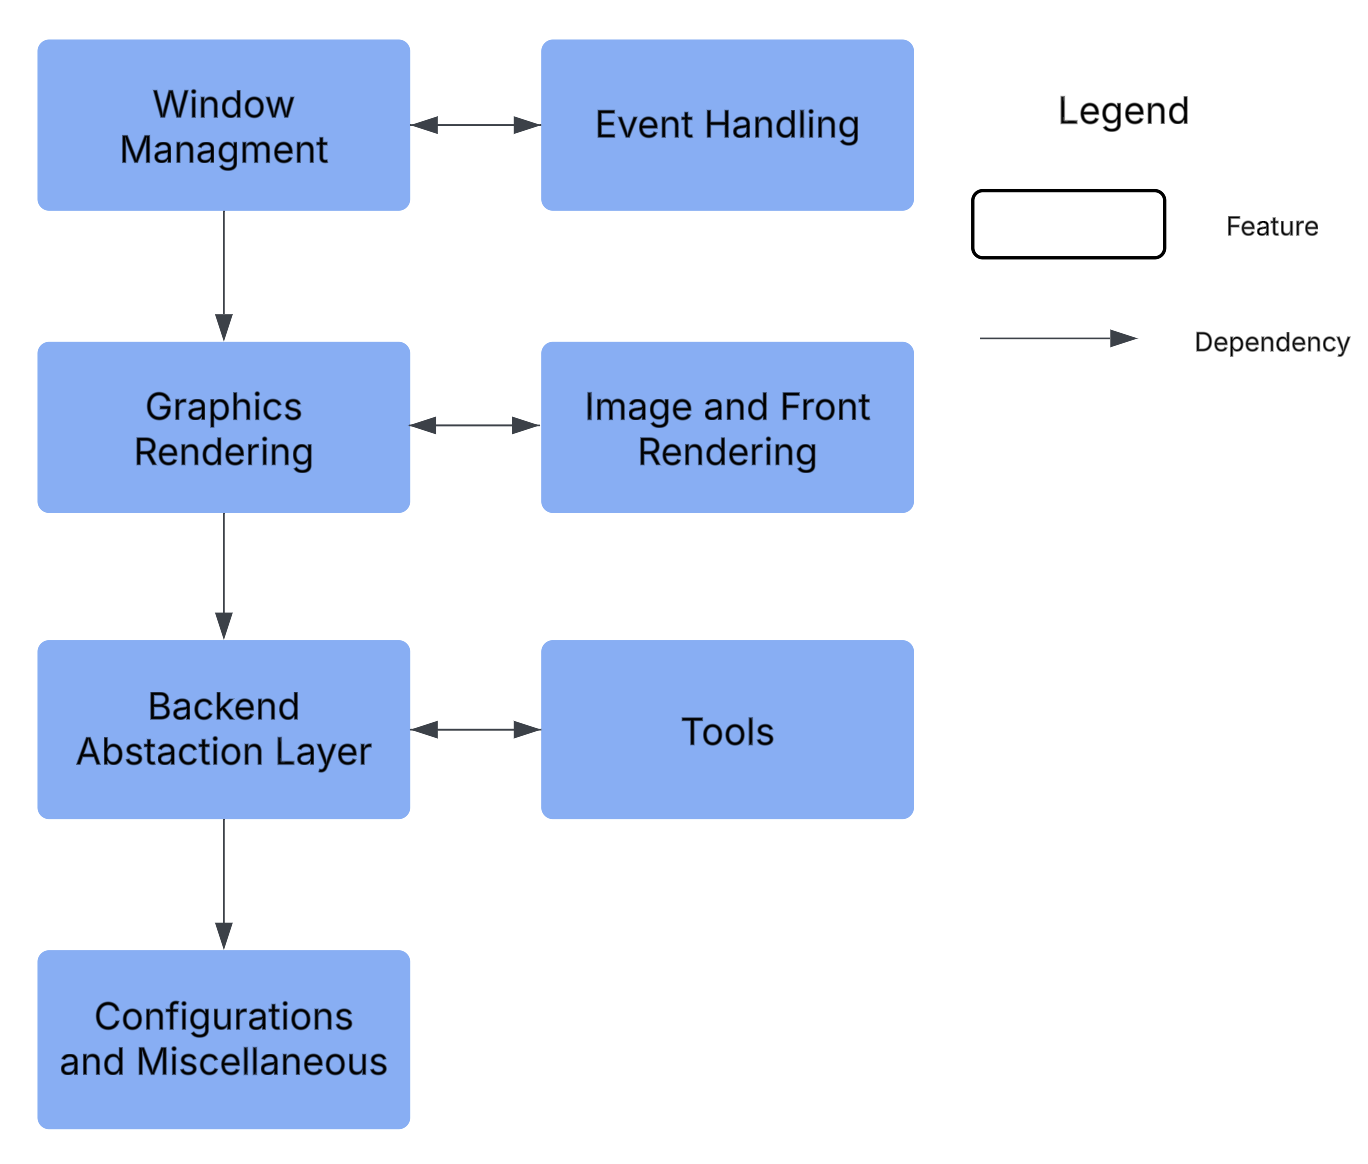 Window
Managment
Event Handling
Legend
Feature
Dependency
Graphics
Rendering
Image and Front
Rendering
Backend
Abstaction Layer
Tools
Configurations
and Miscellaneous